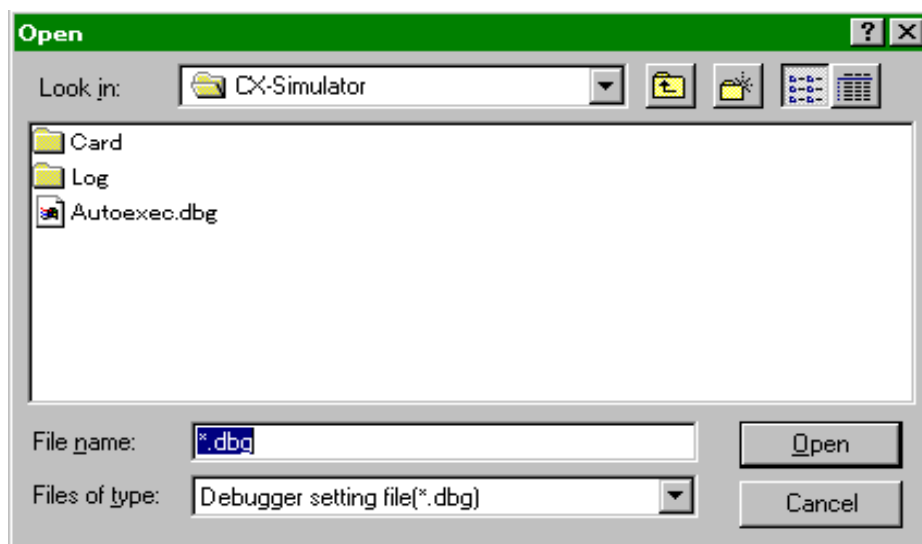 Open
Look in: CX-Simulator
Card
Log
Autoexec.dbg
File name: *.dbg Open
Files of type: Debugger setting file(*.dbg) Cancel